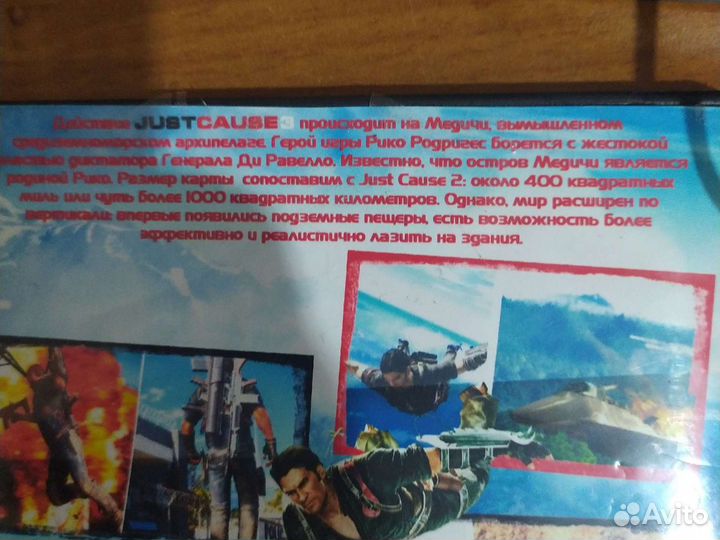 Действие JUST CAUSE 3 происходит на Медичи, вымышленном
средиземноморском архипелаге. Герой игры Рико Родригес борется с жестокой
властью диктатора Генерала Ди Равелло. Известно, что остров Медичи является
родиной Рико. Размер карты сопоставим с Just Cause 2: около 400 квадратных
миль или чуть более 1000 квадратных километров. Однако, мир расширен по
вертикали: впервые появились подземные пещеры, есть возможность более
эффективно и реалистично лазить на здания.
Avito